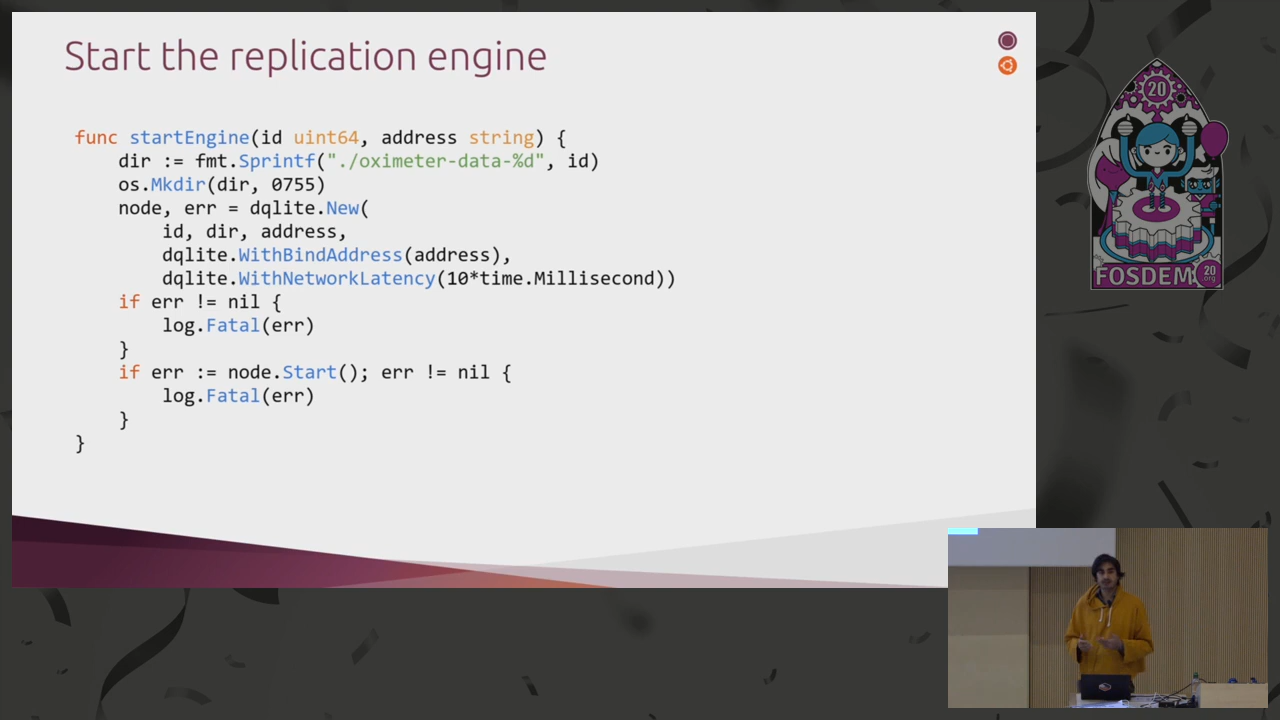 Start the replication engine
func startEngine(id uint64, address string) {
    dir := fmt.Sprintf("./oximeter-data-%d", id)
    os.Mkdir(dir, 0755)
    node, err = dqlite.New(
        id, dir, address,
        dqlite.WithBindAddress(address),
        dqlite.WithNetworkLatency(10*time.Millisecond))
    if err != nil {
        log.Fatal(err)
    }
    if err := node.Start(); err != nil {
        log.Fatal(err)
    }
}
20
FOSDEM
20
.org